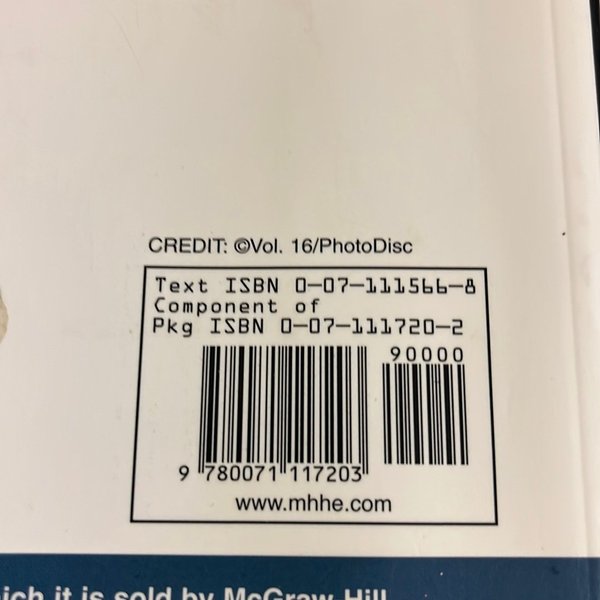 CREDIT: ©Vol. 16/PhotoDisc
Text ISBN 0-07-111566-8
Component of
Pkg ISBN 0-07-111720-2
90000
9 780071 117203
www.mhhe.com
it is sold by McGraw-Hill